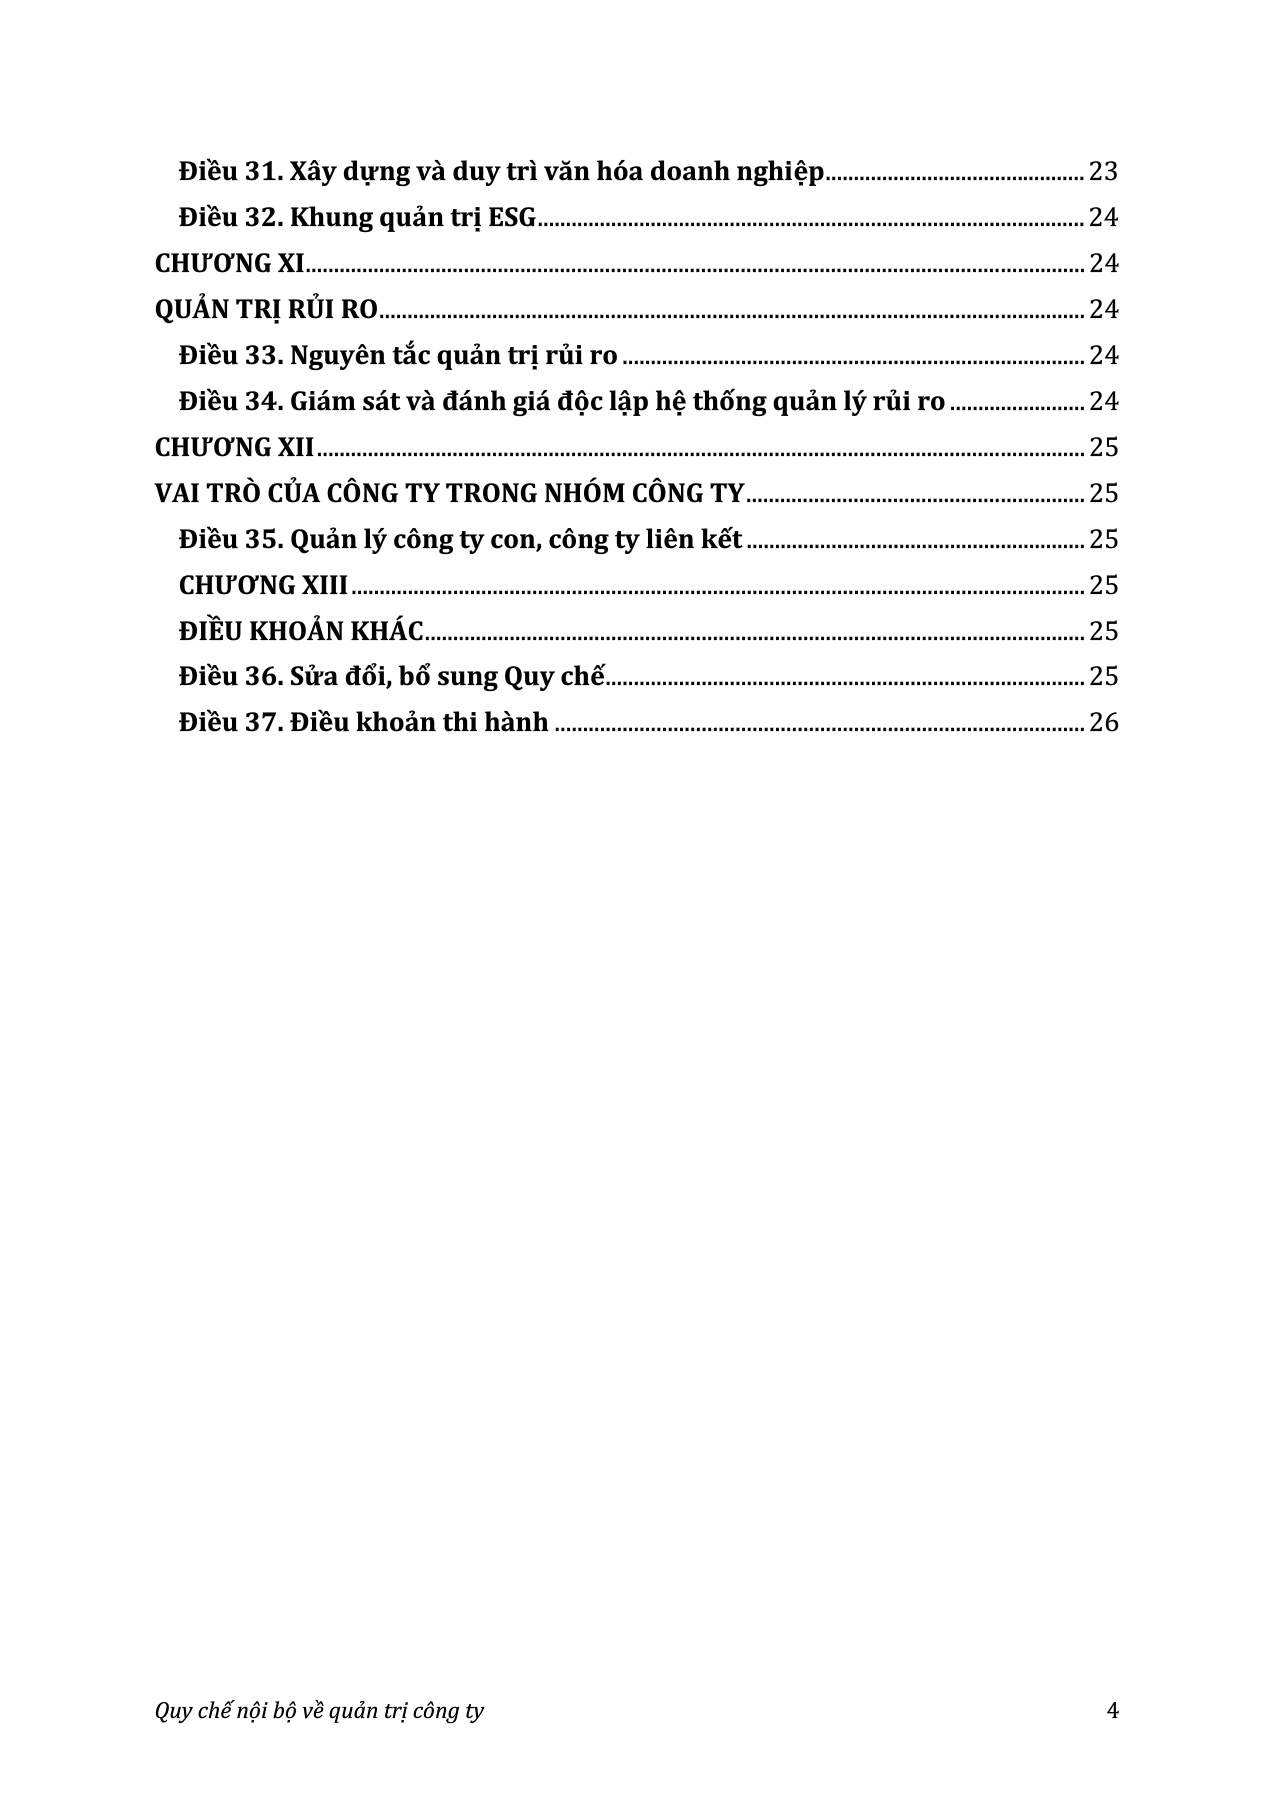 Điều 31. Xây dựng và duy trì văn hóa doanh nghiệp.............................................. 23
Điều 32. Khung quản trị ESG................................................................................................. 24
CHƯƠNG XI.......................................................................................................................................... 24
QUẢN TRỊ RỦI RO............................................................................................................................. 24
Điều 33. Nguyên tắc quản trị rủi ro .................................................................................. 24
Điều 34. Giám sát và đánh giá độc lập hệ thống quản lý rủi ro ........................ 24
CHƯƠNG XII........................................................................................................................................ 25
VAI TRÒ CỦA CÔNG TY TRONG NHÓM CÔNG TY............................................................ 25
Điều 35. Quản lý công ty con, công ty liên kết ............................................................ 25
CHƯƠNG XIII .................................................................................................................................. 25
ĐIỀU KHOẢN KHÁC..................................................................................................................... 25
Điều 36. Sửa đổi, bổ sung Quy chế..................................................................................... 25
Điều 37. Điều khoản thi hành .............................................................................................. 26
Quy chế nội bộ về quản trị công ty 4